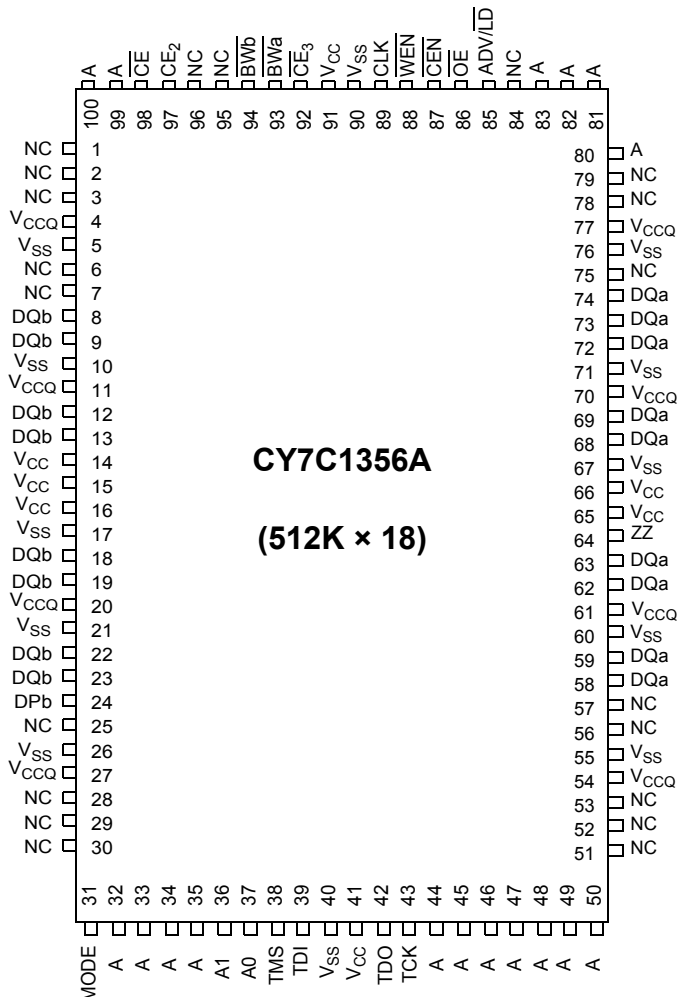 A A CE CE2 NC NC BWb BWa CE3 VCC VSS CLK WEN CEN OE ADV/LD NC A A A
100 99 98 97 96 95 94 93 92 91 90 89 88 87 86 85 84 83 82 81
NC 1
NC 2
NC 3
VCCQ 4
VSS 5
NC 6
NC 7
DQb 8
DQb 9
VSS 10
VCCQ 11
DQb 12
DQb 13
VCC 14
VCC 15
VCC 16
VSS 17
DQb 18
DQb 19
VCCQ 20
VSS 21
DQb 22
DQb 23
DPb 24
NC 25
VSS 26
VCCQ 27
NC 28
NC 29
NC 30
CY7C1356A
(512K × 18)
80 A
79 NC
78 NC
77 VCCQ
76 VSS
75 NC
74 DQa
73 DQa
72 DQa
71 VSS
70 VCCQ
69 DQa
68 DQa
67 VSS
66 VCC
65 VCC
64 ZZ
63 DQa
62 DQa
61 VCCQ
60 VSS
59 DQa
58 DQa
57 NC
56 NC
55 VSS
54 VCCQ
53 NC
52 NC
51 NC
31 32 33 34 35 36 37 38 39 40 41 42 43 44 45 46 47 48 49 50
MODE A A A A A1 A0 TMS TDI VSS VCC TDO TCK A A A A A A A